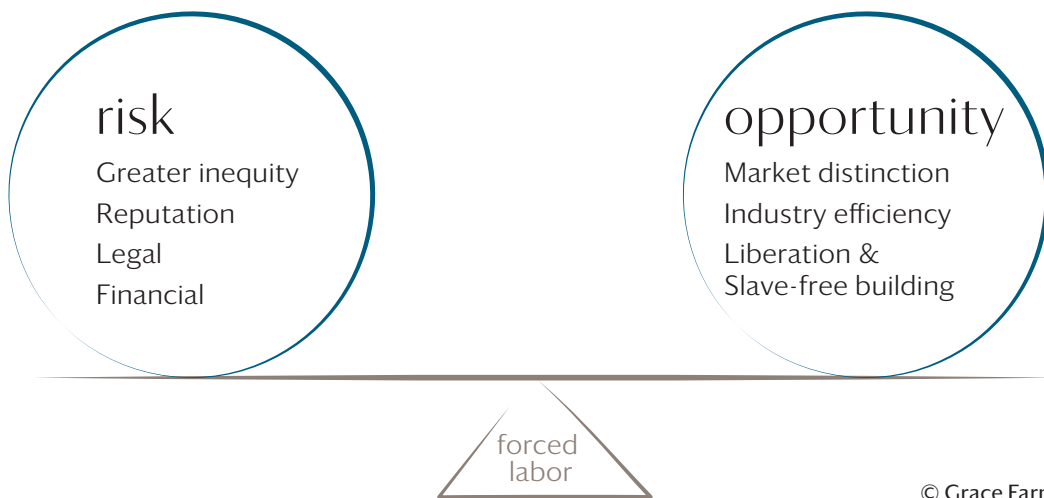 risk
Greater inequity
Reputation
Legal
Financial
opportunity
Market distinction
Industry efficiency
Liberation &
Slave-free building
forced
labor
© Grace